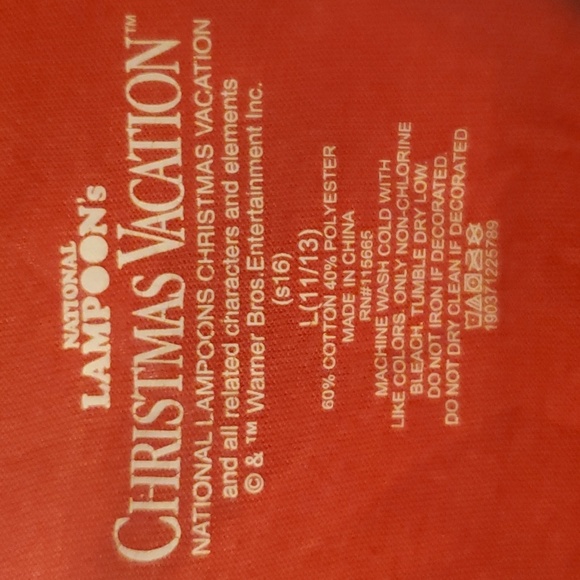 NATIONAL
LAMPOON's
CHRISTMAS VACATION™
NATIONAL LAMPOONS CHRISTMAS VACATION
and all related characters and elements
© & ™ Warner Bros.Entertainment Inc.
(s16)
L(11/13)
60% COTTON 40% POLYESTER
MADE IN CHINA
RN#115665
MACHINE WASH COLD WITH
LIKE COLORS. ONLY NON-CHLORINE
BLEACH. TUMBLE DRY LOW.
DO NOT IRON IF DECORATED.
DO NOT DRY CLEAN IF DECORATED